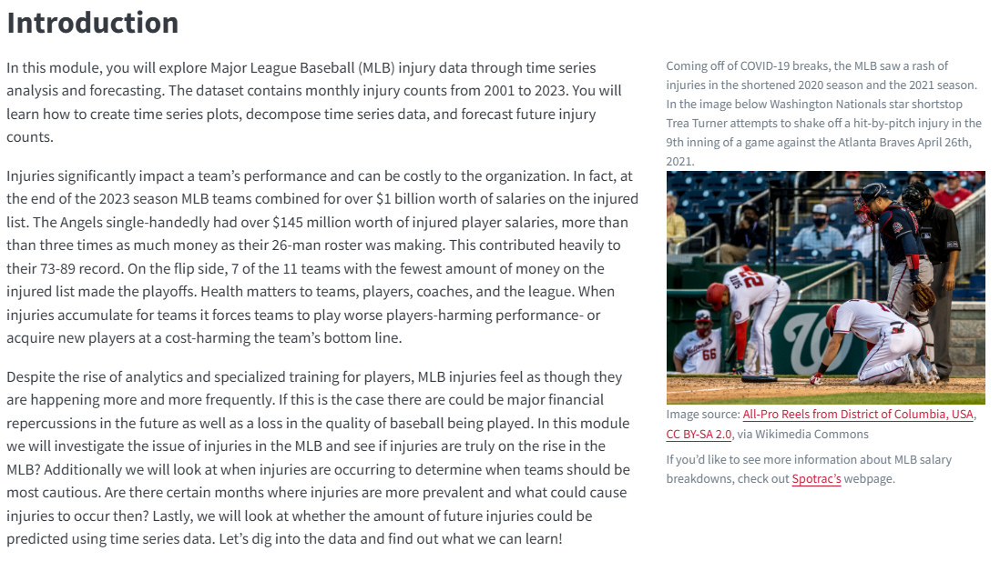 Introduction
In this module, you will explore Major League Baseball (MLB) injury data through time series
analysis and forecasting. The dataset contains monthly injury counts from 2001 to 2023. You will
learn how to create time series plots, decompose time series data, and forecast future injury
counts.
Injuries significantly impact a team’s performance and can be costly to the organization. In fact, at
the end of the 2023 season MLB teams combined for over $1 billion worth of salaries on the injured
list. The Angels single-handedly had over $145 million worth of injured player salaries, more than
than three times as much money as their 26-man roster was making. This contributed heavily to
their 73-89 record. On the flip side, 7 of the 11 teams with the fewest amount of money on the
injured list made the playoffs. Health matters to teams, players, coaches, and the league. When
injuries accumulate for teams it forces teams to play worse players-harming performance- or
acquire new players at a cost-harming the team’s bottom line.
Despite the rise of analytics and specialized training for players, MLB injuries feel as though they
are happening more and more frequently. If this is the case there are could be major financial
repercussions in the future as well as a loss in the quality of baseball being played. In this module
we will investigate the issue of injuries in the MLB and see if injuries are truly on the rise in the
MLB? Additionally we will look at when injuries are occurring to determine when teams should be
most cautious. Are there certain months where injuries are more prevalent and what could cause
injuries to occur then? Lastly, we will look at whether the amount of future injuries could be
predicted using time series data. Let’s dig into the data and find out what we can learn!
Coming off of COVID-19 breaks, the MLB saw a rash of
injuries in the shortened 2020 season and the 2021 season.
In the image below Washington Nationals star shortstop
Trea Turner attempts to shake off a hit-by-pitch injury in the
9th inning of a game against the Atlanta Braves April 26th,
2021.
66
W
Image source: All-Pro Reels from District of Columbia, USA,
CC BY-SA 2.0, via Wikimedia Commons
If you’d like to see more information about MLB salary
breakdowns, check out Spotrac’s webpage.